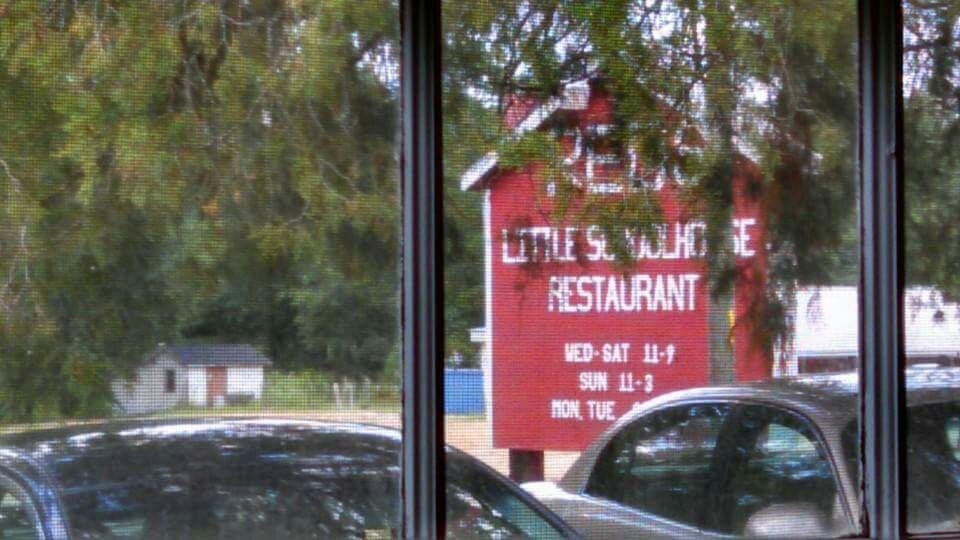 LITTLE SCHOOLHOUSE
RESTAURANT
WED-SAT 11-9
SUN 11-3
MON, TUE